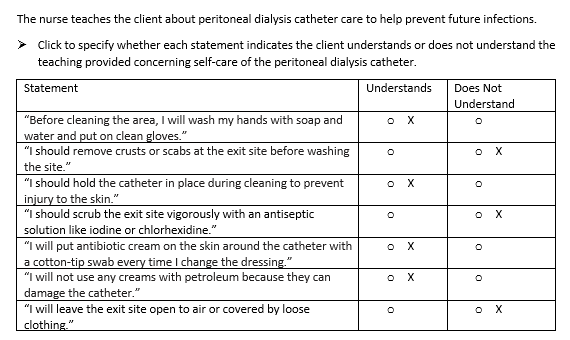 The nurse teaches the client about peritoneal dialysis catheter care to help prevent future infections.
➤ Click to specify whether each statement indicates the client understands or does not understand the
teaching provided concerning self-care of the peritoneal dialysis catheter.
Statement Understands Does Not
Understand
“Before cleaning the area, I will wash my hands with soap and o X o
water and put on clean gloves.”
“I should remove crusts or scabs at the exit site before washing o o X
the site.”
“I should hold the catheter in place during cleaning to prevent o X o
injury to the skin.”
“I should scrub the exit site vigorously with an antiseptic o o X
solution like iodine or chlorhexidine.”
“I will put antibiotic cream on the skin around the catheter with o X o
a cotton-tip swab every time I change the dressing.”
“I will not use any creams with petroleum because they can o X o
damage the catheter.”
“I will leave the exit site open to air or covered by loose o o X
clothing.”